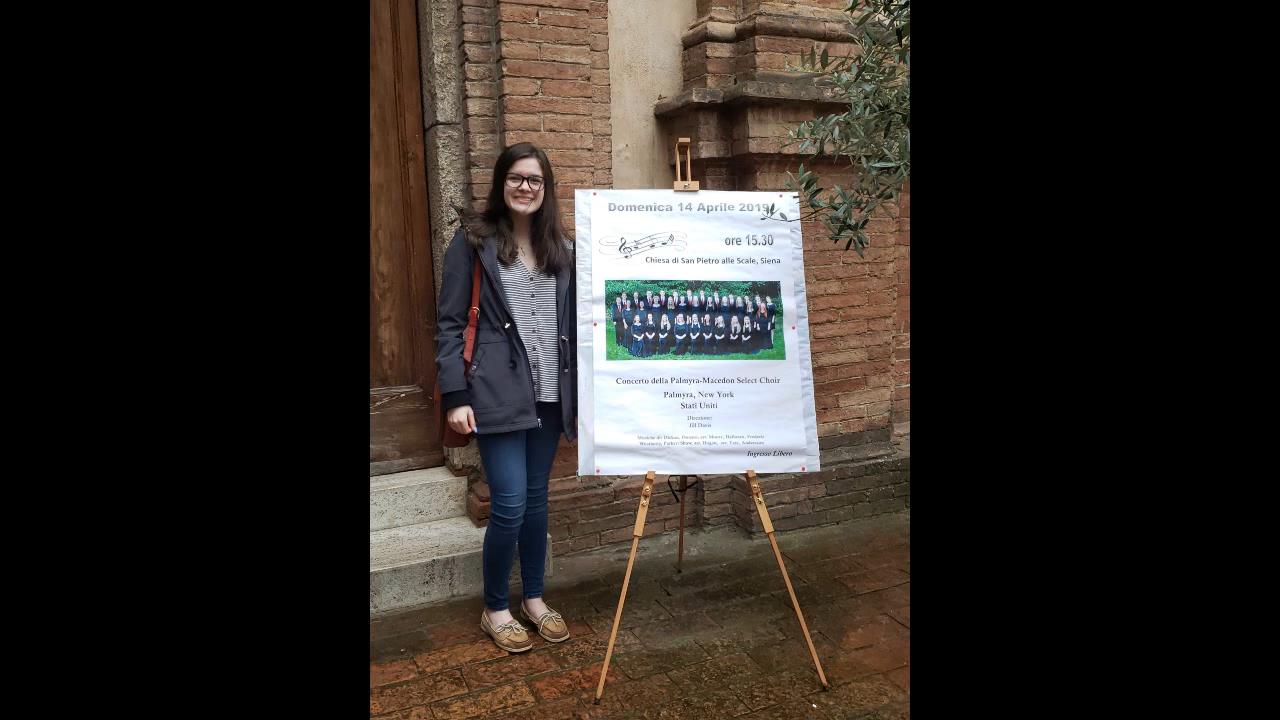 Domenica 14 Aprile 2019
ore 15.30
Chiesa di San Pietro alle Scale, Siena
Concerto della Palmyra-Macedon Select Choir
Palmyra, New York
Stati Uniti
Direzione:
Jill Davis
Ingresso Libero